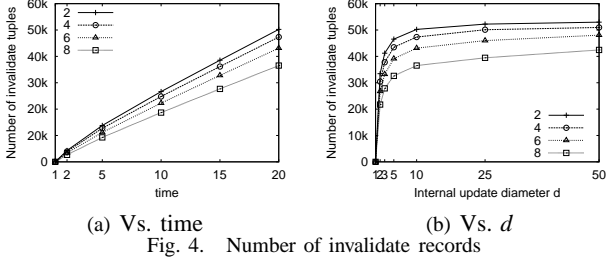 Number of invalidate tuples
60k
50k
40k
30k
20k
10k
0
2
4
6
8
1 2 5 10 15 20
time
Number of invalidate tuples
60k
50k
40k
30k
20k
10k
0
2
4
6
8
1 2 3 5 10 25 50
Internal update diameter d
(a) Vs. time
(b) Vs. d
Fig. 4. Number of invalidate records